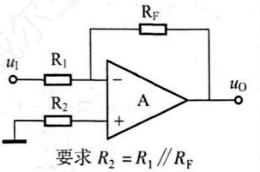 R_F
u_I
R_1
−
u_O
R_2
A
+
要求 R_2 = R_1 // R_F